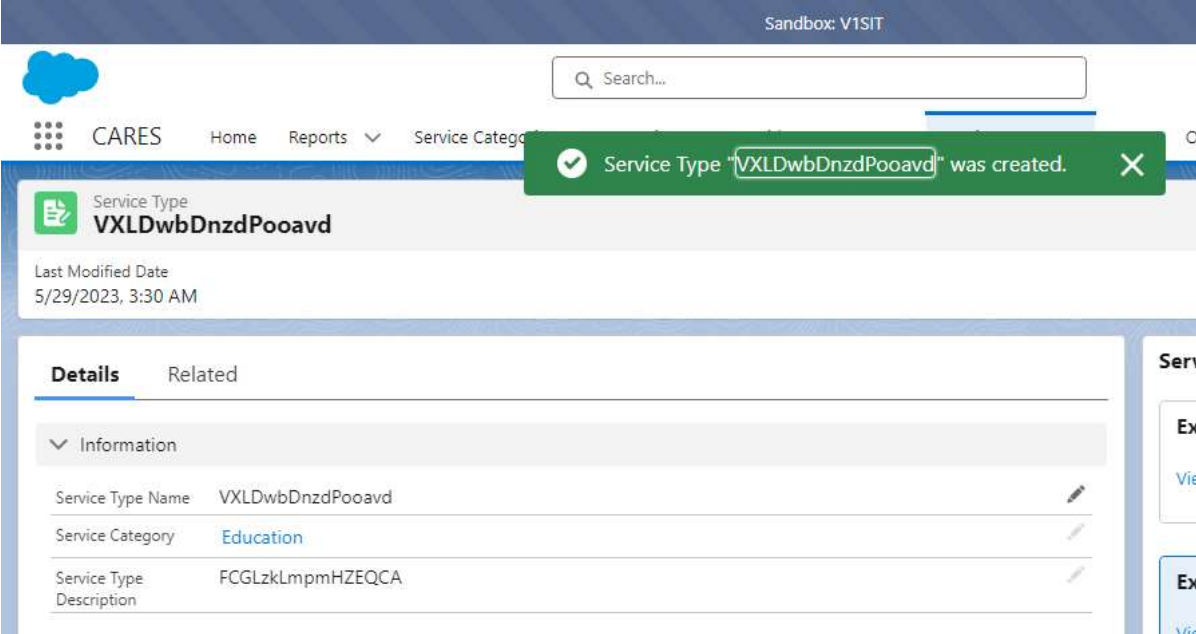 Sandbox: V1SIT
Search...
CARES Home Reports Service
Service Type "VXLDwbDnzdPooavd" was created.
Service Type
VXLDwbDnzdPooavd
Last Modified Date
5/29/2023, 3:30 AM
Details Related
Information
Service Type Name VXLDwbDnzdPooavd
Service Category Education
Service Type FCGLzkLmpmHZEQCA
Description